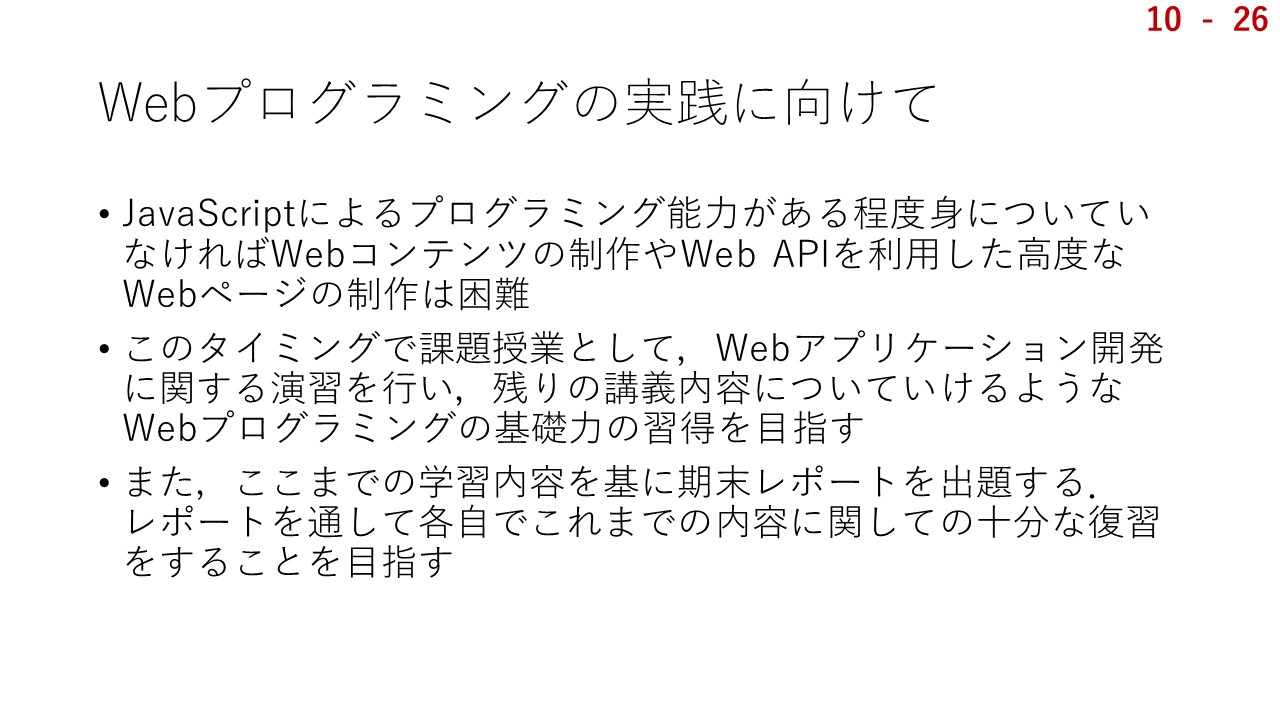 10 - 26
Webプログラミングの実践に向けて
• JavaScriptによるプログラミング能力がある程度身についてい
なければWebコンテンツの制作やWeb APIを利用した高度な
Webページの制作は困難
• このタイミングで課題授業として，Webアプリケーション開発
に関する演習を行い，残りの講義内容についていけるような
Webプログラミングの基礎力の習得を目指す
• また，ここまでの学習内容を基に期末レポートを出題する．
レポートを通して各自でこれまでの内容に関しての十分な復習
をすることを目指す